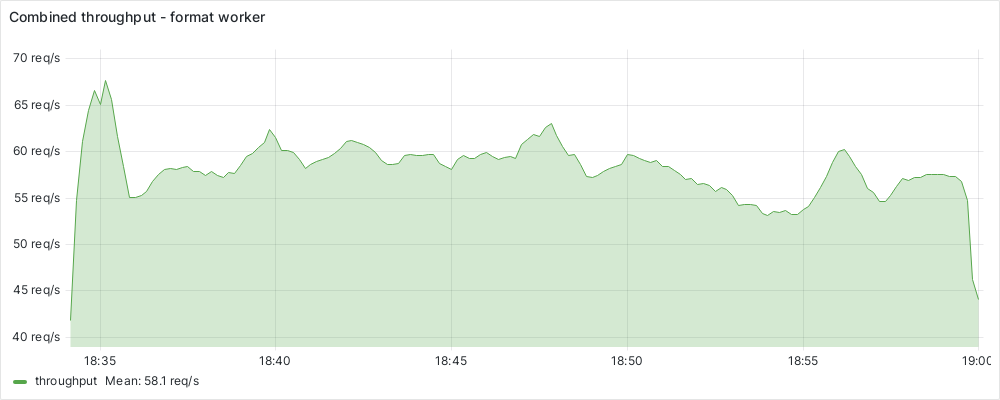 Combined throughput - format worker
70 req/s
65 req/s
60 req/s
55 req/s
50 req/s
45 req/s
40 req/s
18:35 18:40 18:45 18:50 18:55 19:00
throughput Mean: 58.1 req/s